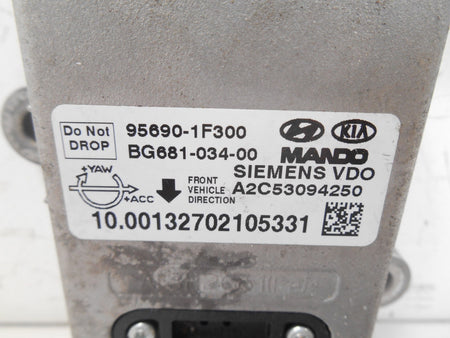 Do Not
DROP
95690-1F300
KIA
BG681-034-00
MANDO
SIEMENS VDO
+YAW
+ACC
FRONT
VEHICLE
DIRECTION
A2C53094250
10.00132702105331